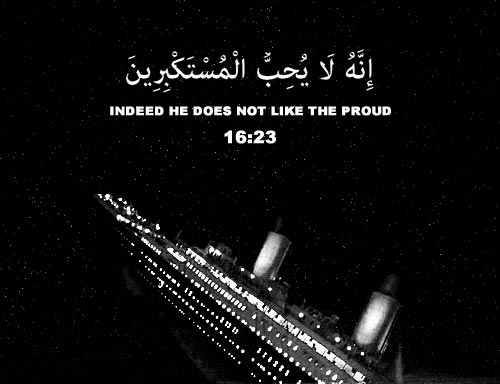 إِنَّهُ لَا يُحِبُّ الْمُسْتَكْبِرِينَ
INDEED HE DOES NOT LIKE THE PROUD
16:23